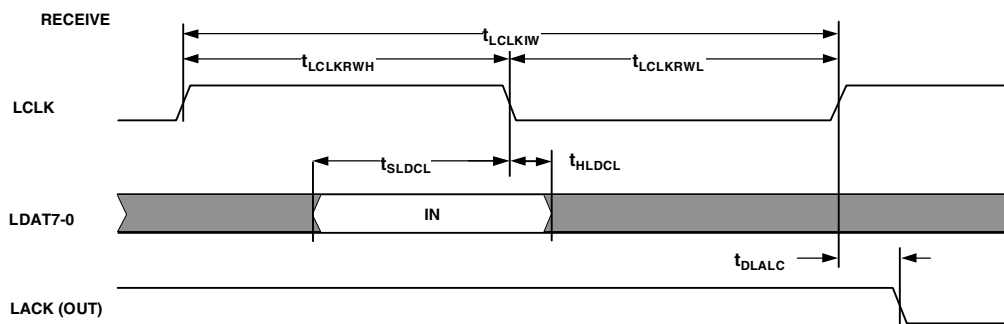 RECEIVE
tLCLKIW
tLCLKRWH
tLCLKRWL
LCLK
tSLDCL
tHLDCL
LDAT7-0
IN
tDLALC
LACK (OUT)